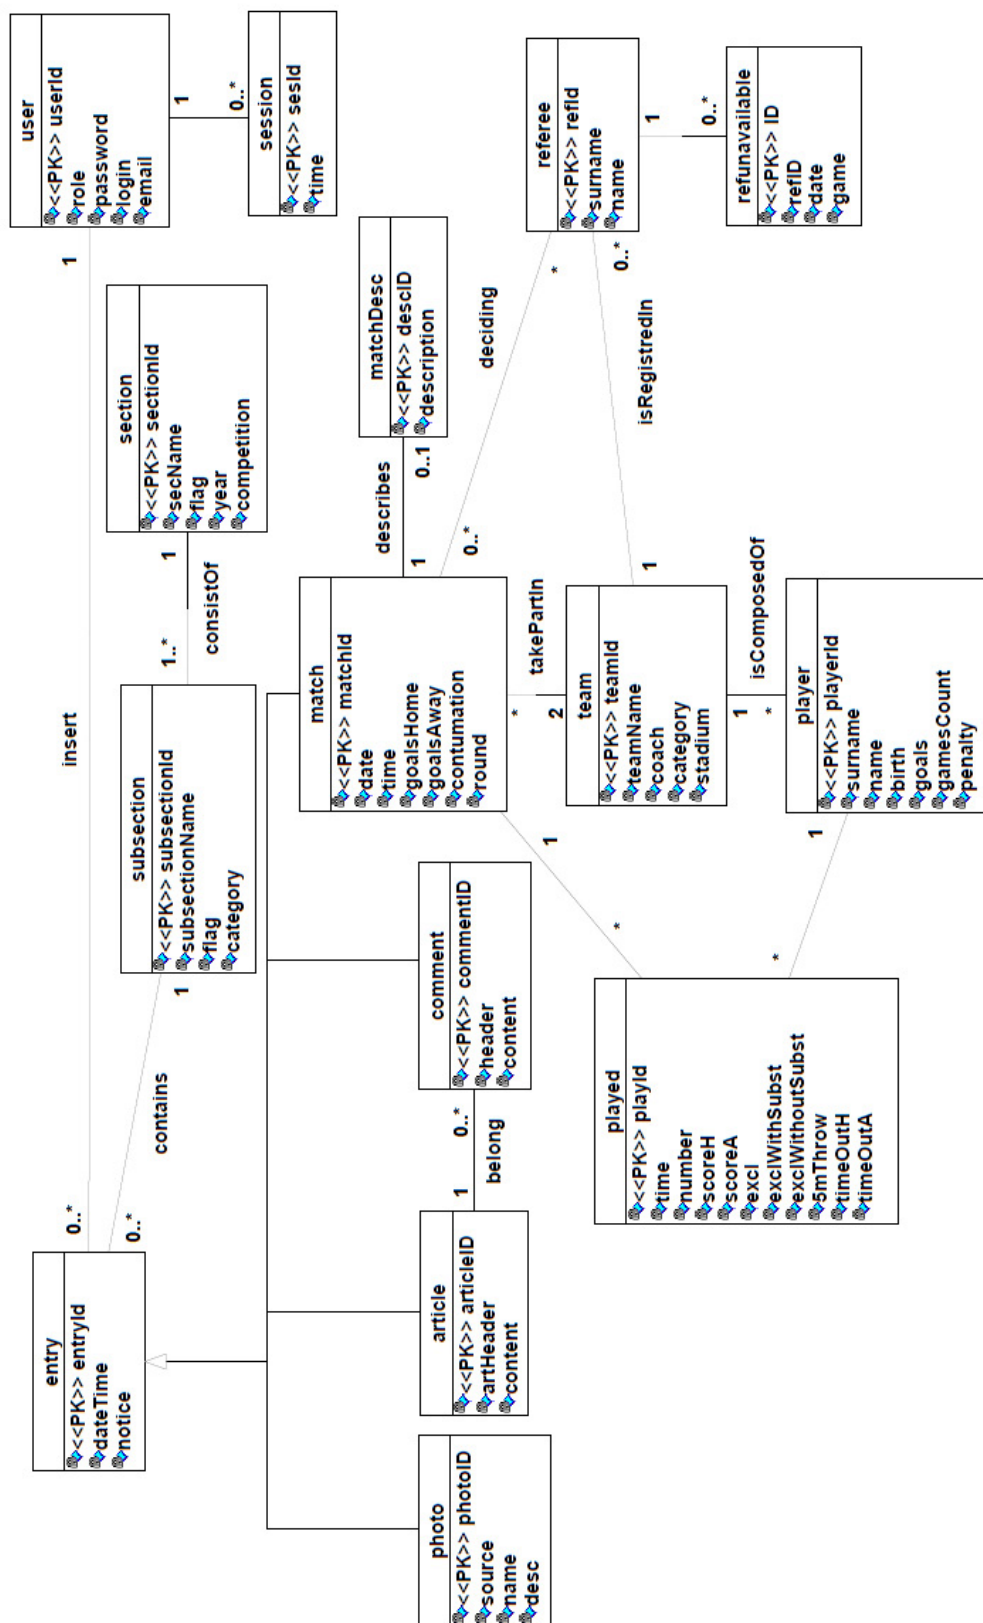 entry
<<PK>> entryId
dateTime
notice
0..*
0..*
insert
1
contains
1
subsection
<<PK>> subsectionId
subsectionName
flag
category
1..*
consistOf
1
section
<<PK>> sectionId
secName
flag
year
competition
user
<<PK>> userId
role
password
login
email
1
0..*
session
<<PK>> sesId
time
photo
<<PK>> photoID
source
name
desc
article
<<PK>> articleID
artHeader
content
1
belong
0..*
comment
<<PK>> commentID
header
content
match
<<PK>> matchId
date
time
goalsHome
goalsAway
contumation
round
1
describes
0..1
matchDesc
<<PK>> descID
description
0..*
deciding
*
referee
<<PK>> refId
surname
name
1
0..*
refunavailable
<<PK>> ID
refID
date
game
0..*
isRegistredIn
1
*
takePartIn
2
team
<<PK>> teamId
teamName
coach
category
stadium
1
isComposedOf
*
player
<<PK>> playerId
surname
name
birth
goals
gamesCount
penalty
1
*
1
*
played
<<PK>> playId
time
number
scoreH
scoreA
excl
exclWithSubst
exclWithoutSubst
5mThrow
timeOutH
timeOutA